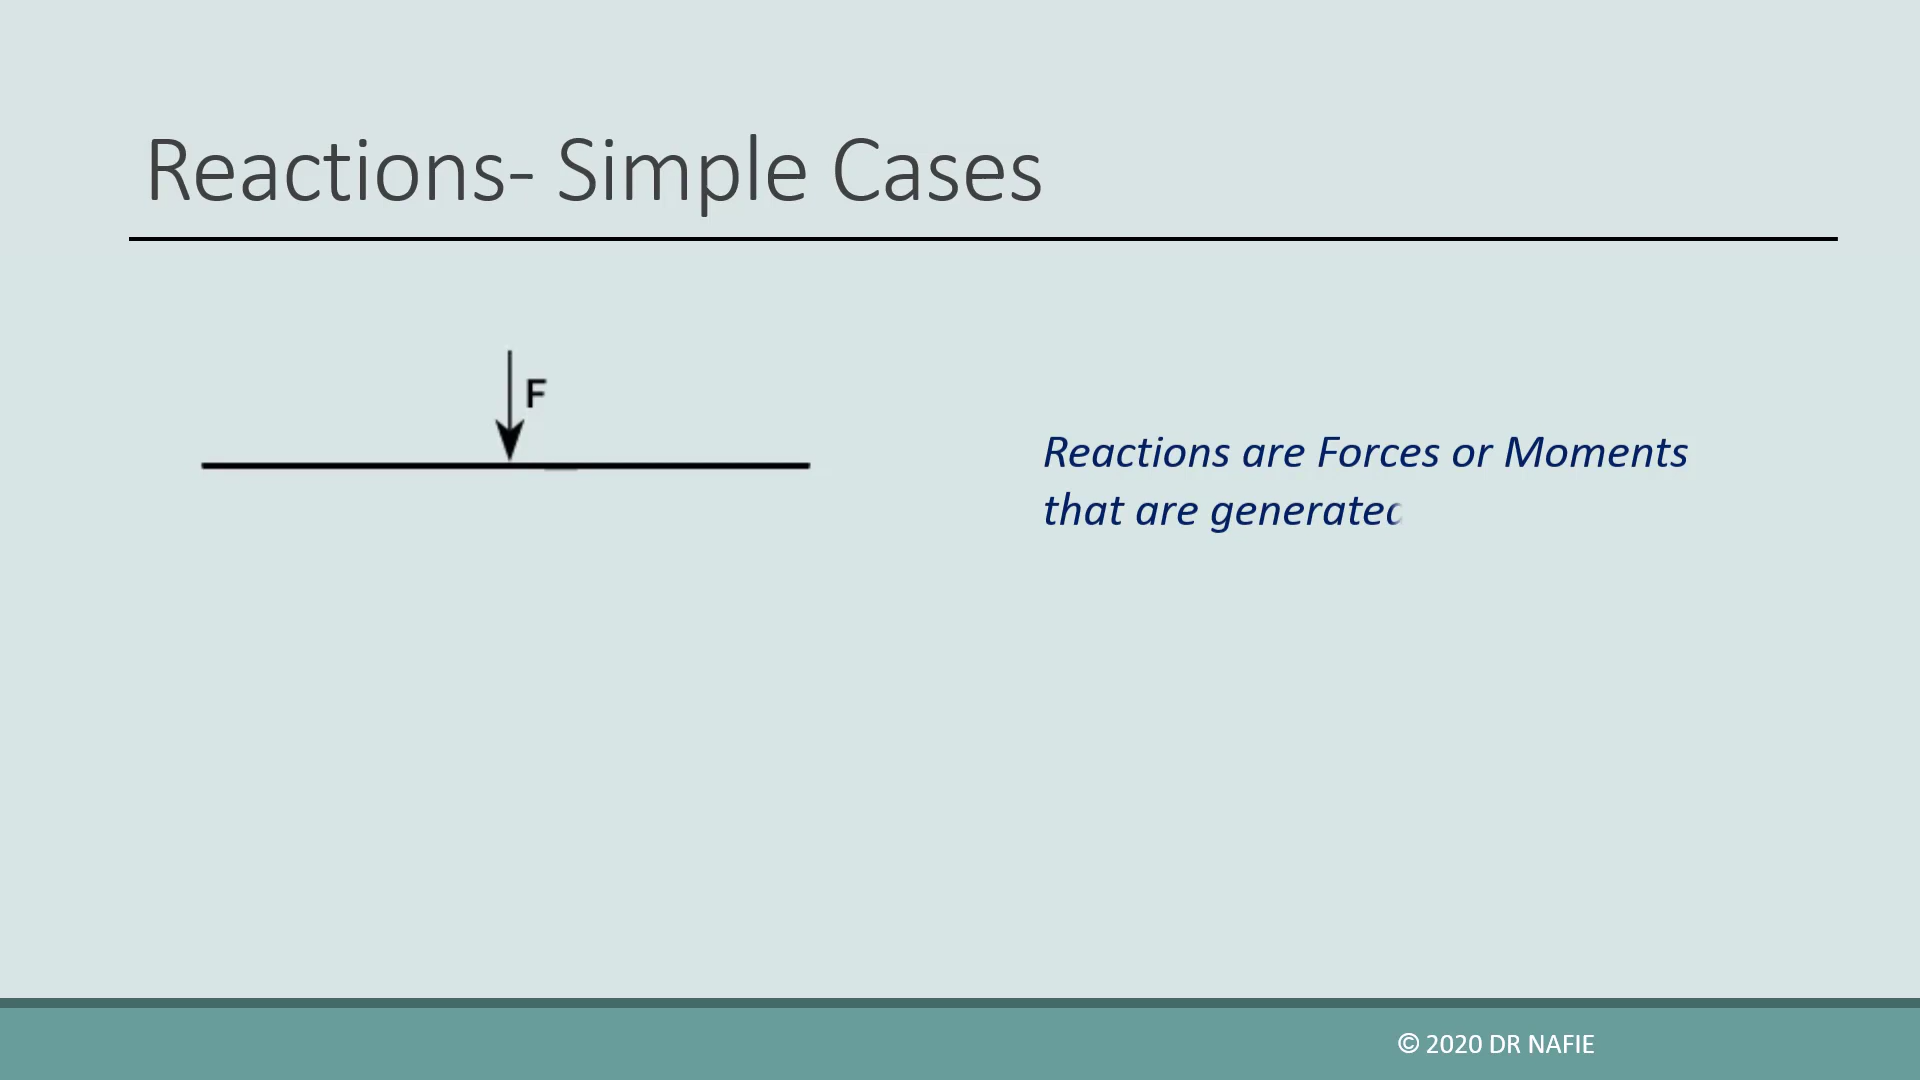 Reactions- Simple Cases
F
Reactions are Forces or Moments
that are generated
© 2020 DR NAFIE